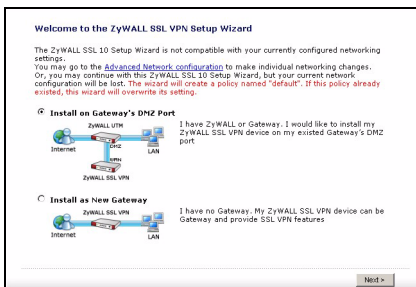 Welcome to the ZyWALL SSL VPN Setup Wizard
The ZyWALL SSL 10 Setup Wizard is not compatible with your currently configured networking
settings.
You may go to the Advanced Network configuration to make individual networking changes.
Or, you may continue with this ZyWALL SSL 10 Setup Wizard, but your current network
configuration will be lost. The wizard will create a policy named "default". If this policy already
existed, this wizard will overwrite its setting.
Install on Gateway's DMZ Port
ZyWALL UTM
Internet
DMZ
LAN
WAN
ZyWALL SSL VPN
I have ZyWALL or Gateway. I would like to install my
ZyWALL SSL VPN device on my existed Gateway's DMZ
port
Install as New Gateway
ZyWALL SSL VPN
Internet
LAN
I have no Gateway. My ZyWALL SSL VPN device can be
Gateway and provide SSL VPN features
Next >